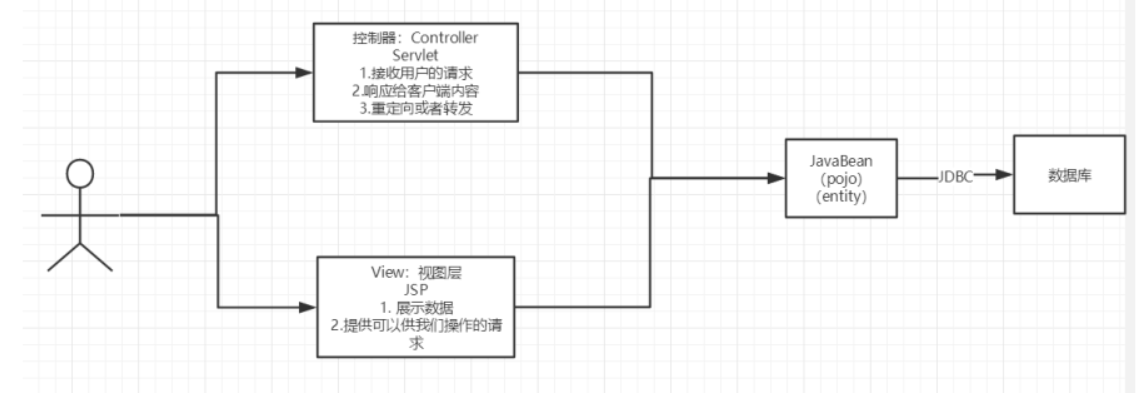 控制器：Controller
Servlet
1.接收用户的请求
2.响应给客户端内容
3.重定向或者转发
View：视图层
JSP
1. 展示数据
2.提供可以供我们操作的请
求
JavaBean
(pojo)
(entity)
JDBC
数据库